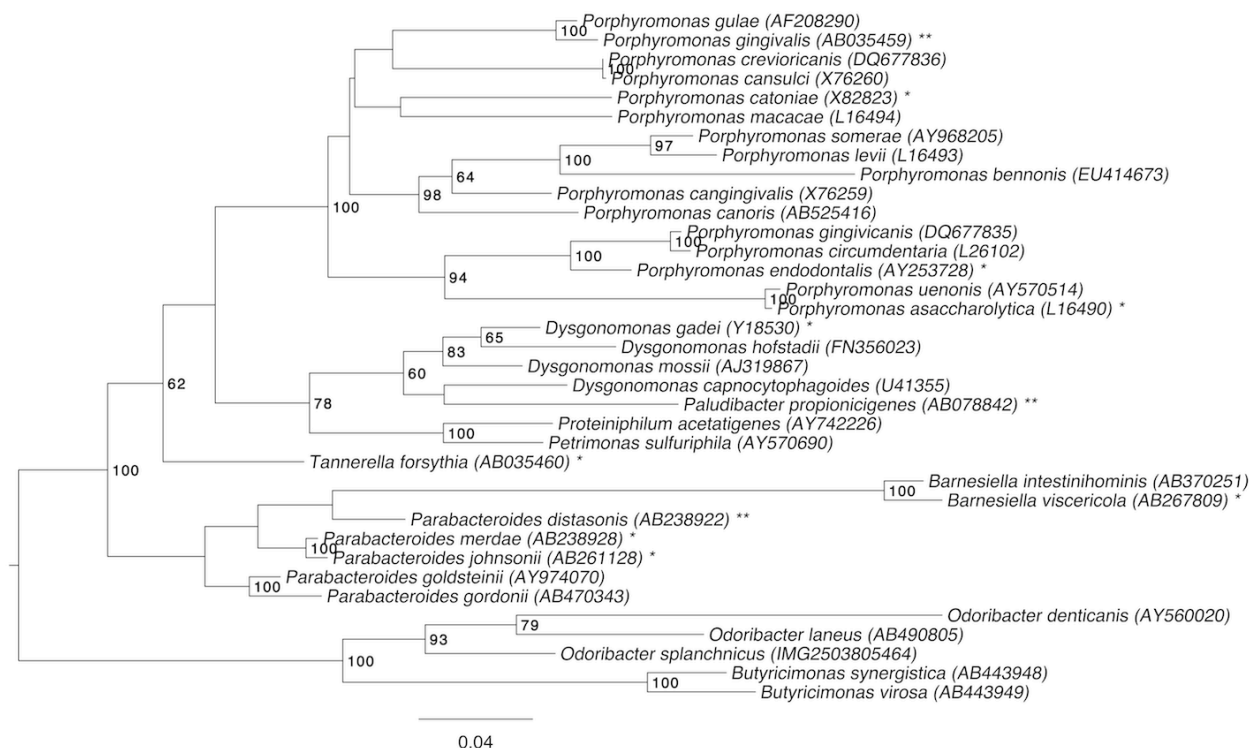 Porphyromonas gulae (AF208290)
100
Porphyromonas gingivalis (AB035459) **
Porphyromonas crevioricanis (DQ677836)
100
Porphyromonas cansulci (X76260)
Porphyromonas catoniae (X82823) *
Porphyromonas macacae (L16494)
Porphyromonas somerae (AY968205)
97
Porphyromonas levii (L16493)
100
Porphyromonas bennonis (EU414673)
64
Porphyromonas cangingivalis (X76259)
98
100
Porphyromonas canoris (AB525416)
Porphyromonas gingivicanis (DQ677835)
100
Porphyromonas circumdentaria (L26102)
100
Porphyromonas endodontalis (AY253728) *
94
Porphyromonas uenonis (AY570514)
100
Porphyromonas asaccharolytica (L16490) *
Dysgonomonas gadei (Y18530) *
65
Dysgonomonas hofstadii (FN356023)
83
Dysgonomonas mossii (AJ319867)
60
62
Dysgonomonas capnocytophagoides (U41355)
78
Paludibacter propionicigenes (AB078842) **
Proteiniphilum acetatigenes (AY742226)
100
Petrimonas sulfuriphila (AY570690)
Tannerella forsythia (AB035460) *
100
Barnesiella intestinihominis (AB370251)
100
Barnesiella viscericola (AB267809) *
Parabacteroides distasonis (AB238922) **
Parabacteroides merdae (AB238928) *
100
Parabacteroides johnsonii (AB261128) *
Parabacteroides goldsteinii (AY974070)
100
Parabacteroides gordonii (AB470343)
Odoribacter denticanis (AY560020)
79
Odoribacter laneus (AB490805)
93
Odoribacter splanchnicus (IMG2503805464)
100
Butyricimonas synergistica (AB443948)
100
Butyricimonas virosa (AB443949)
0.04